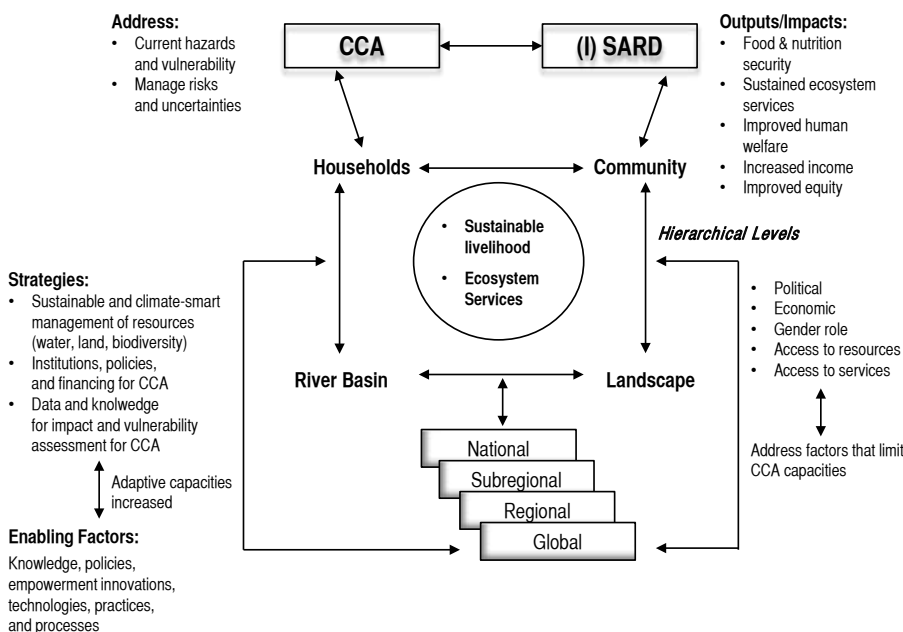 Address:
• Current hazards
and vulnerability
• Manage risks
and uncertainties
CCA
(I) SARD
Outputs/Impacts:
• Food & nutrition
security
• Sustained ecosystem
services
• Improved human
welfare
• Increased income
• Improved equity
Households
Community
• Sustainable
livelihood
• Ecosystem
Services
Hierarchical Levels
Strategies:
• Sustainable and climate-smart
management of resources
(water, land, biodiversity)
• Institutions, policies,
and financing for CCA
• Data and knolwedge
for impact and vulnerability
assessment for CCA
• Political
• Economic
• Gender role
• Access to resources
• Access to services
River Basin
Landscape
National
Subregional
Regional
Global
Address factors that limit
CCA capacities
Adaptive capacities
increased
Enabling Factors:
Knowledge, policies,
empowerment innovations,
technologies, practices,
and processes